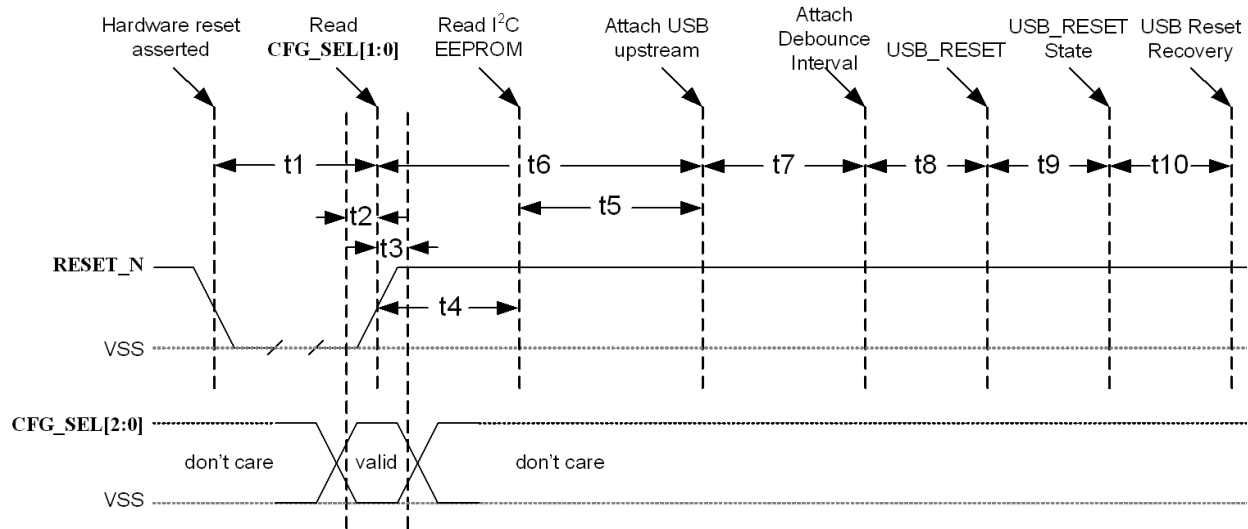 Hardware reset
asserted
Read
CFG_SEL[1:0]
Read I²C
EEPROM
Attach USB
upstream
Attach
Debounce
Interval
USB_RESET
USB_RESET
State
USB Reset
Recovery
t1
t6
t7
t8
t9
t10
t2
t5
t3
RESET_N
t4
VSS
CFG_SEL[2:0]
don't care
valid
don't care
VSS